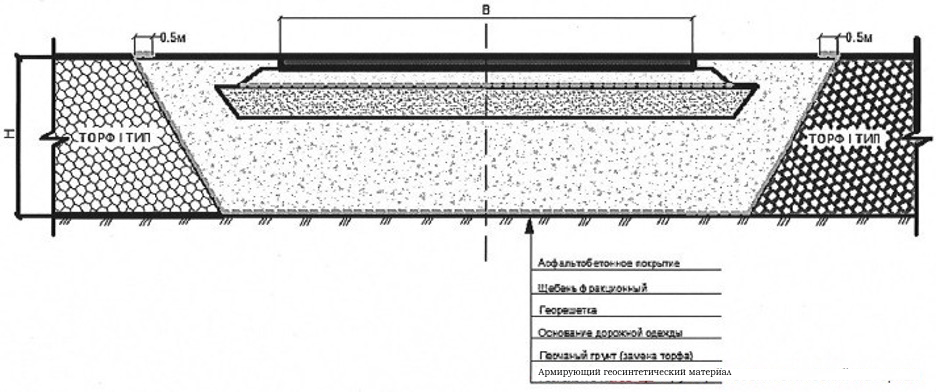 B
0.5м
0.5м
H
ТОРФ I ТИП
ТОРФ I ТИП
Асфальтобетонное покрытие
Щебень фракционный
Георешетка
Основание дорожной одежды
Песчаный грунт (замена торфа)
Армирующий геосинтетический материал